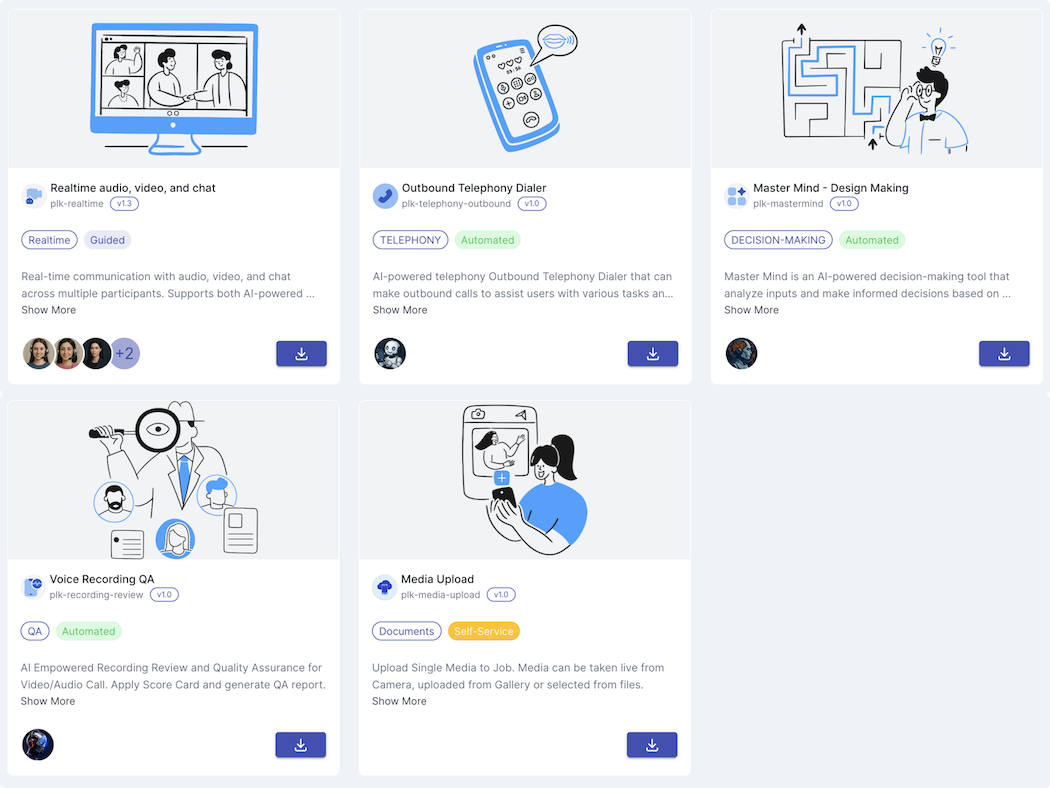 Realtime audio, video, and chat
plk-realtime v1.3
Realtime Guided
Real-time communication with audio, video, and chat
across multiple participants. Supports both AI-powered ...
Show More
+2
03:56
Outbound Telephony Dialer
plk-telephony-outbound v1.0
TELEPHONY Automated
AI-powered telephony Outbound Telephony Dialer that can
make outbound calls to assist users with various tasks an...
Show More
Master Mind - Design Making
plk-mastermind v1.0
DECISION-MAKING Automated
Master Mind is an AI-powered decision-making tool that
analyze inputs and make informed decisions based on ...
Show More
Voice Recording QA
plk-recording-review v1.0
QA Automated
AI Empowered Recording Review and Quality Assurance for
Video/Audio Call. Apply Score Card and generate QA report.
Show More
Media Upload
plk-media-upload v1.0
Documents Self-Service
Upload Single Media to Job. Media can be taken live from
Camera, uploaded from Gallery or selected from files.
Show More